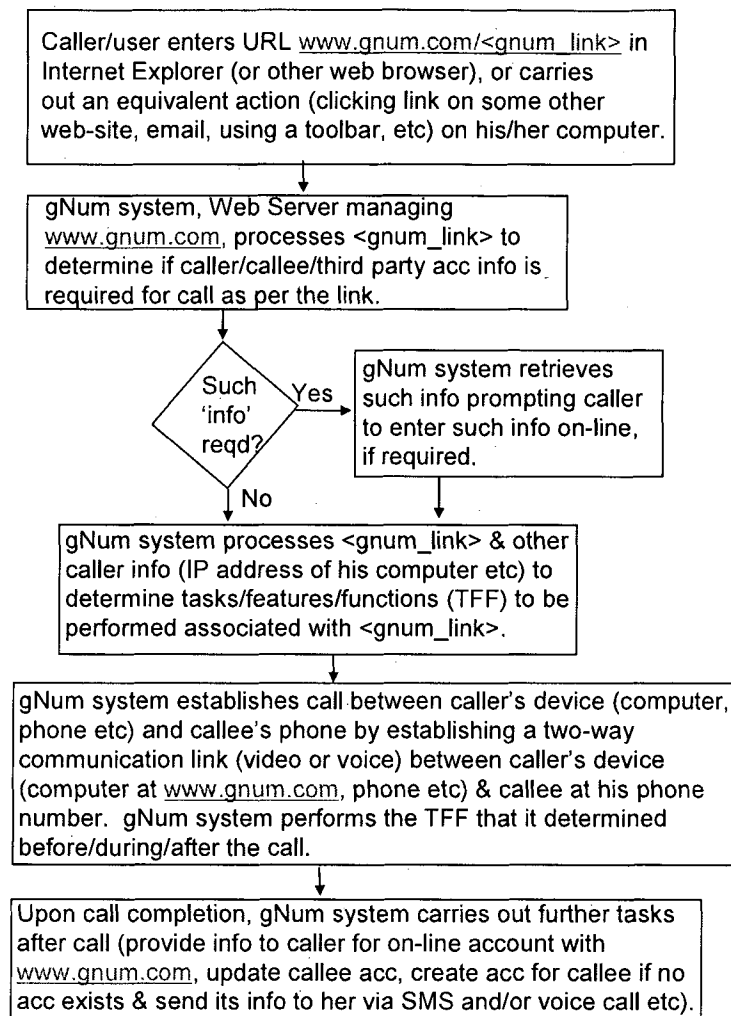 Caller/user enters URL www.gnum.com/<gnum_link> in
Internet Explorer (or other web browser), or carries
out an equivalent action (clicking link on some other
web-site, email, using a toolbar, etc) on his/her computer.
gNum system, Web Server managing
www.gnum.com, processes <gnum_link> to
determine if caller/callee/third party acc info is
required for call as per the link.
Such
'info'
reqd?
Yes
gNum system retrieves
such info prompting caller
to enter such info on-line,
if required.
No
gNum system processes <gnum_link> & other
caller info (IP address of his computer etc) to
determine tasks/features/functions (TFF) to be
performed associated with <gnum_link>.
gNum system establishes call between caller's device (computer,
phone etc) and callee's phone by establishing a two-way
communication link (video or voice) between caller's device
(computer at www.gnum.com, phone etc) & callee at his phone
number. gNum system performs the TFF that it determined
before/during/after the call.
Upon call completion, gNum system carries out further tasks
after call (provide info to caller for on-line account with
www.gnum.com, update callee acc, create acc for callee if no
acc exists & send its info to her via SMS and/or voice call etc).